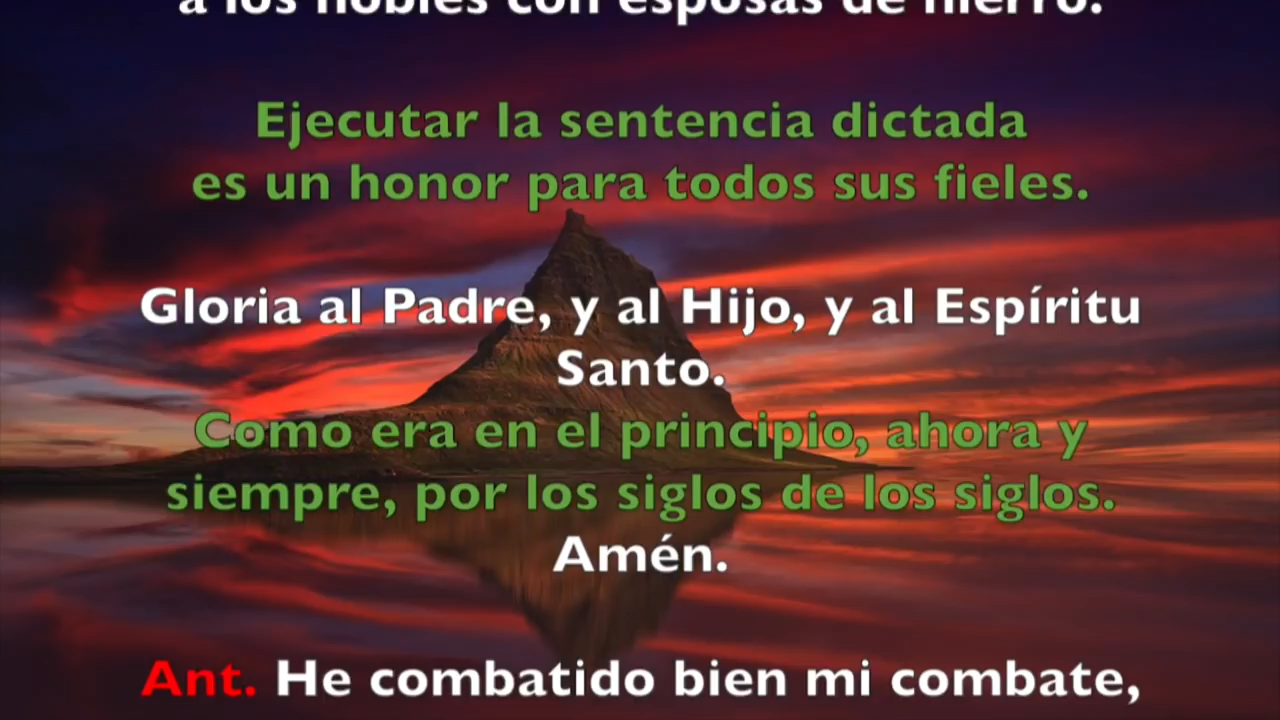 a los nobles con esposas de hierro.
Ejecutar la sentencia dictada
es un honor para todos sus fieles.
Gloria al Padre, y al Hijo, y al Espíritu
Santo.
Como era en el principio, ahora y
siempre, por los siglos de los siglos.
Amén.
Ant. He combatido bien mi combate,